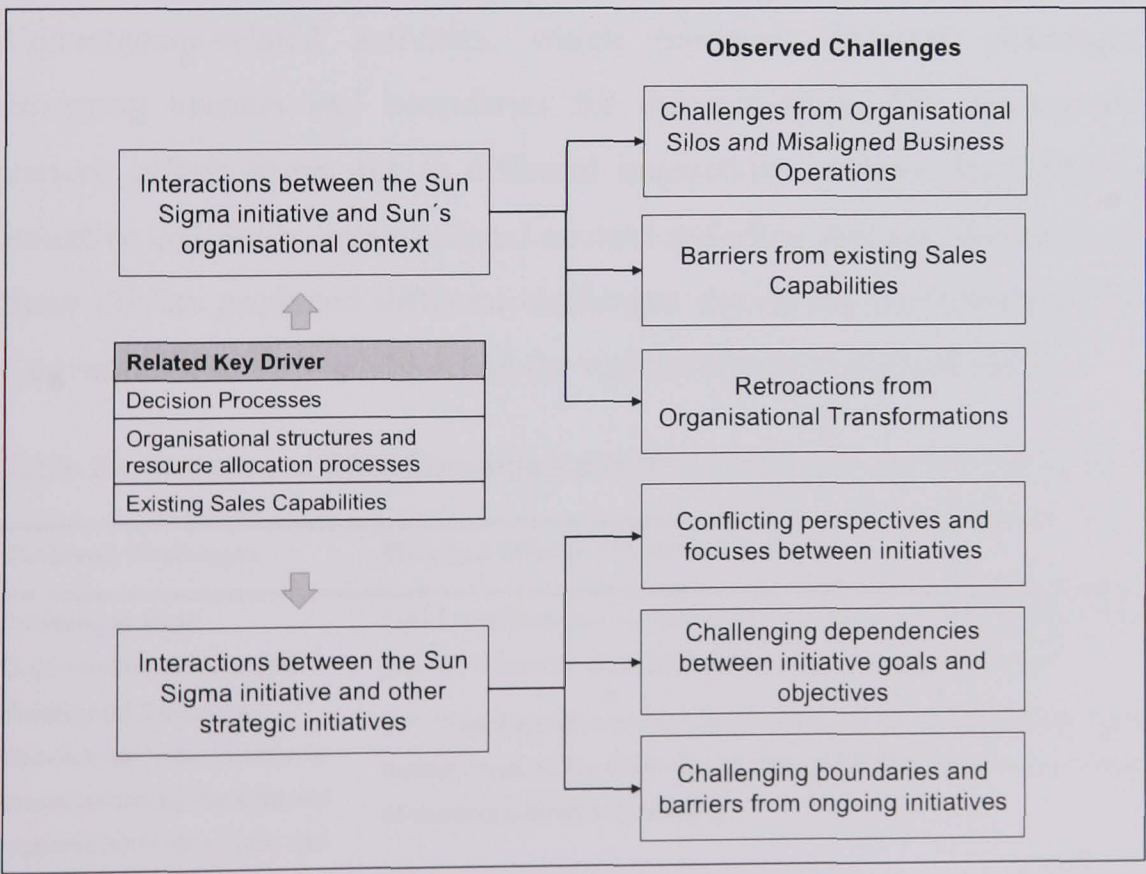 Observed Challenges
Interactions between the Sun
Sigma initiative and Sun´s
organisational context
Challenges from Organisational
Silos and Misaligned Business
Operations
Barriers from existing Sales
Capabilities
Retroactions from
Organisational Transformations
Related Key Driver
Decision Processes
Organisational structures and
resource allocation processes
Existing Sales Capabilities
Interactions between the Sun
Sigma initiative and other
strategic initiatives
Conflicting perspectives and
focuses between initiatives
Challenging dependencies
between initiative goals and
objectives
Challenging boundaries and
barriers from ongoing initiatives